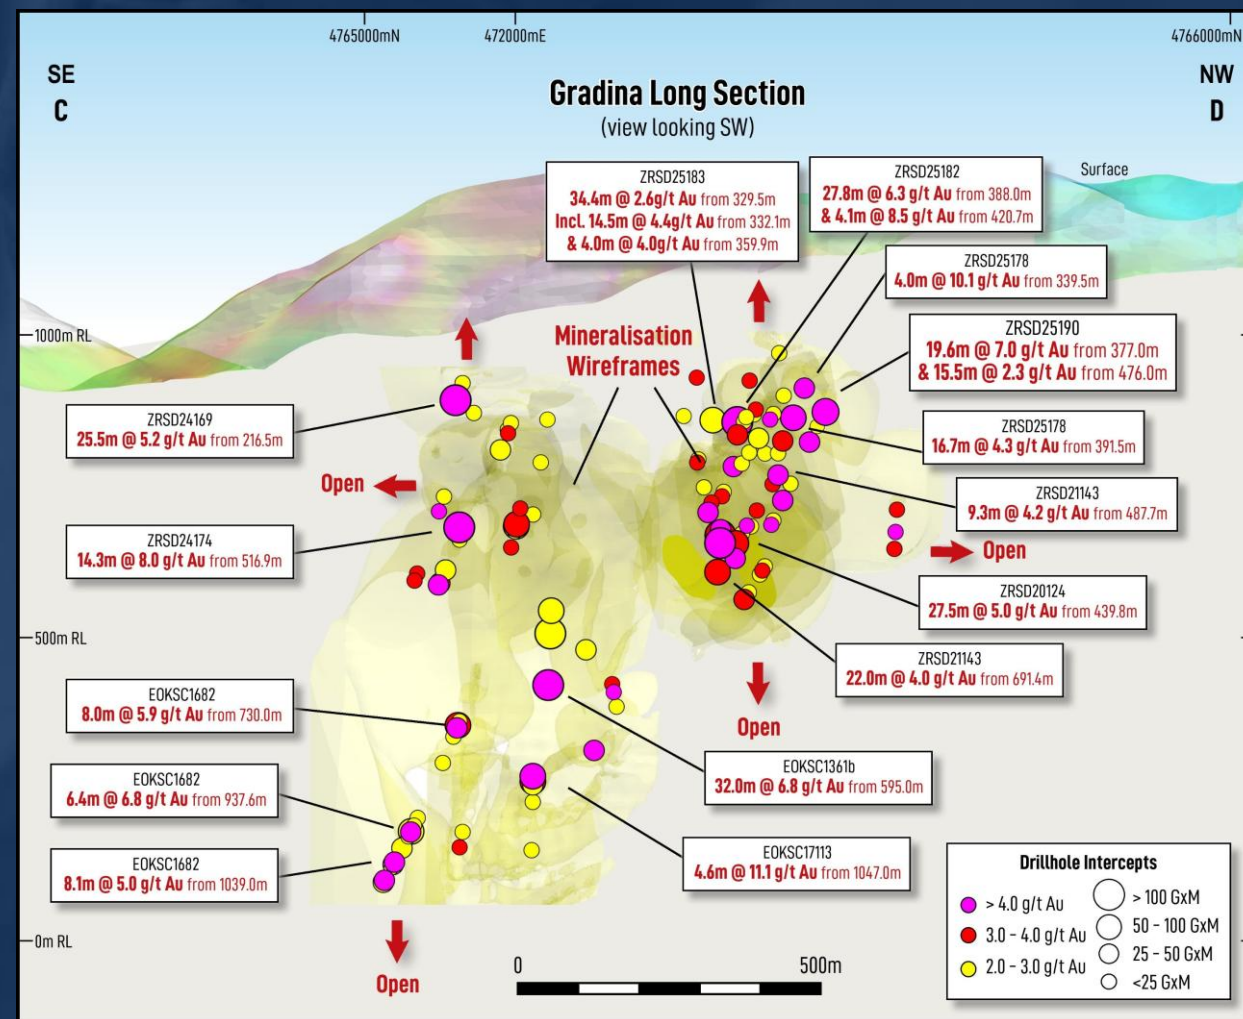 4765000mN
472000mE
4766000mN
SE
C
NW
D
Gradina Long Section
(view looking SW)
Surface
ZRSD25183
34.4m @ 2.6g/t Au from 329.5m
Incl. 14.5m @ 4.4g/t Au from 332.1m
& 4.0m @ 4.0g/t Au from 359.9m
ZRSD25182
27.8m @ 6.3 g/t Au from 388.0m
& 4.1m @ 8.5 g/t Au from 420.7m
ZRSD25178
4.0m @ 10.1 g/t Au from 339.5m
ZRSD25190
19.6m @ 7.0 g/t Au from 377.0m
& 15.5m @ 2.3 g/t Au from 476.0m
1000m RL
Mineralisation
Wireframes
ZRSD24169
25.5m @ 5.2 g/t Au from 216.5m
ZRSD25178
16.7m @ 4.3 g/t Au from 391.5m
Open
ZRSD21143
9.3m @ 4.2 g/t Au from 487.7m
ZRSD24174
14.3m @ 8.0 g/t Au from 516.9m
Open
ZRSD20124
27.5m @ 5.0 g/t Au from 439.8m
500m RL
ZRSD21143
22.0m @ 4.0 g/t Au from 691.4m
EOKSC1682
8.0m @ 5.9 g/t Au from 730.0m
Open
EOKSC1361b
32.0m @ 6.8 g/t Au from 595.0m
EOKSC1682
6.4m @ 6.8 g/t Au from 937.6m
EOKSC17113
4.6m @ 11.1 g/t Au from 1047.0m
EOKSC1682
8.1m @ 5.0 g/t Au from 1039.0m
0m RL
Open
0
500m
Drillhole Intercepts
> 4.0 g/t Au
3.0 - 4.0 g/t Au
2.0 - 3.0 g/t Au
> 100 GxM
50 - 100 GxM
25 - 50 GxM
<25 GxM